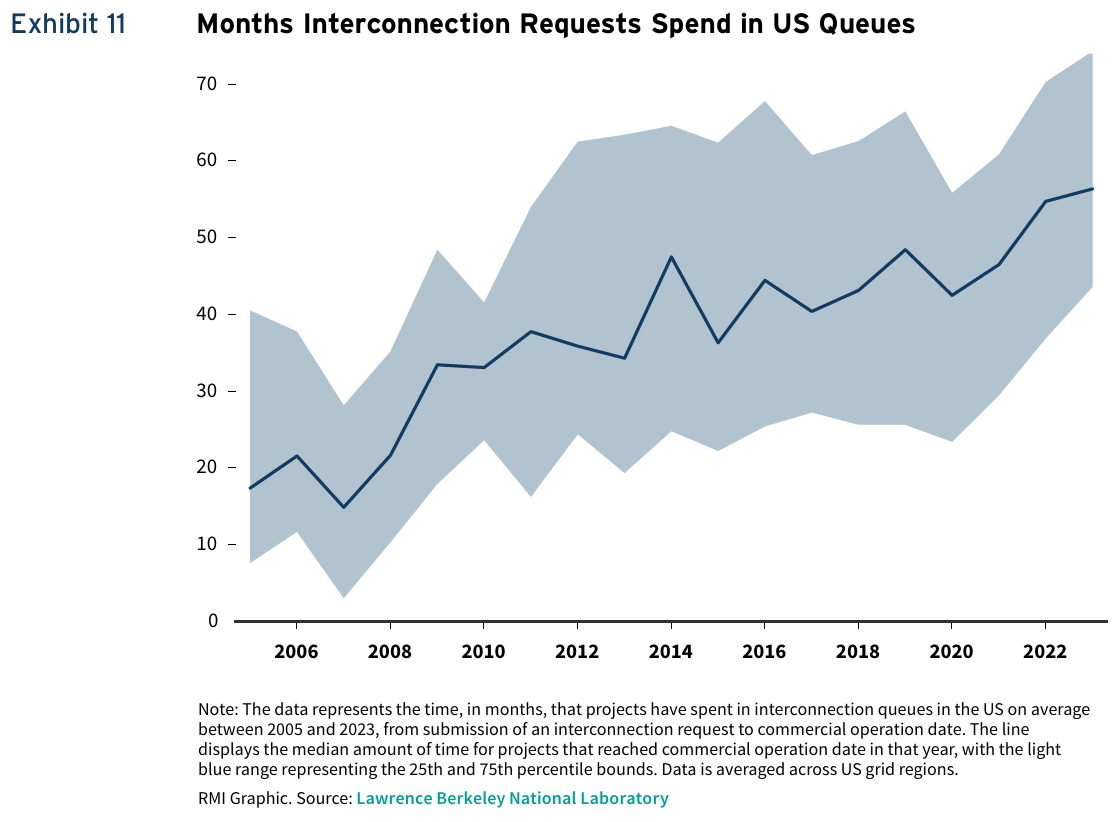 Exhibit 11
Months Interconnection Requests Spend in US Queues
70
60
50
40
30
20
10
0
2006 2008 2010 2012 2014 2016 2018 2020 2022
Note: The data represents the time, in months, that projects have spent in interconnection queues in the US on average
between 2005 and 2023, from submission of an interconnection request to commercial operation date. The line
displays the median amount of time for projects that reached commercial operation date in that year, with the light
blue range representing the 25th and 75th percentile bounds. Data is averaged across US grid regions.
RMI Graphic. Source: Lawrence Berkeley National Laboratory